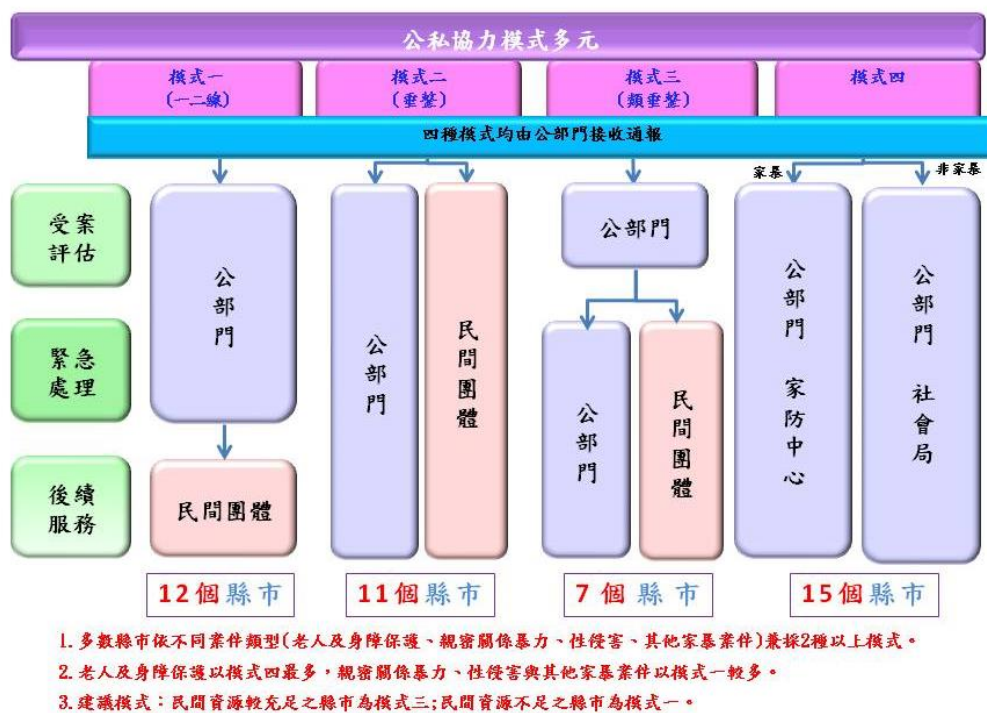 公私協力模式多元
模式一
(一二線)
模式二
(垂整)
模式三
(類垂整)
模式四
四種模式均由公部門接收通報
家暴
非家暴
受案
評估
緊急
處理
後續
服務
公部門
民間團體
公部門
民間團體
公部門
公部門
民間團體
公部門 家防中心
公部門 社會局
12個縣市
11個縣市
7個縣市
15個縣市
1. 多數縣市依不同案件類型(老人及身障保護、親密關係暴力、性侵害、其他家暴案件)兼採2種以上模式。
2. 老人及身障保護以模式四最多，親密關係暴力、性侵害與其他家暴案件以模式一較多。
3. 建議模式：民間資源較充足之縣市為模式三;民間資源不足之縣市為模式一。